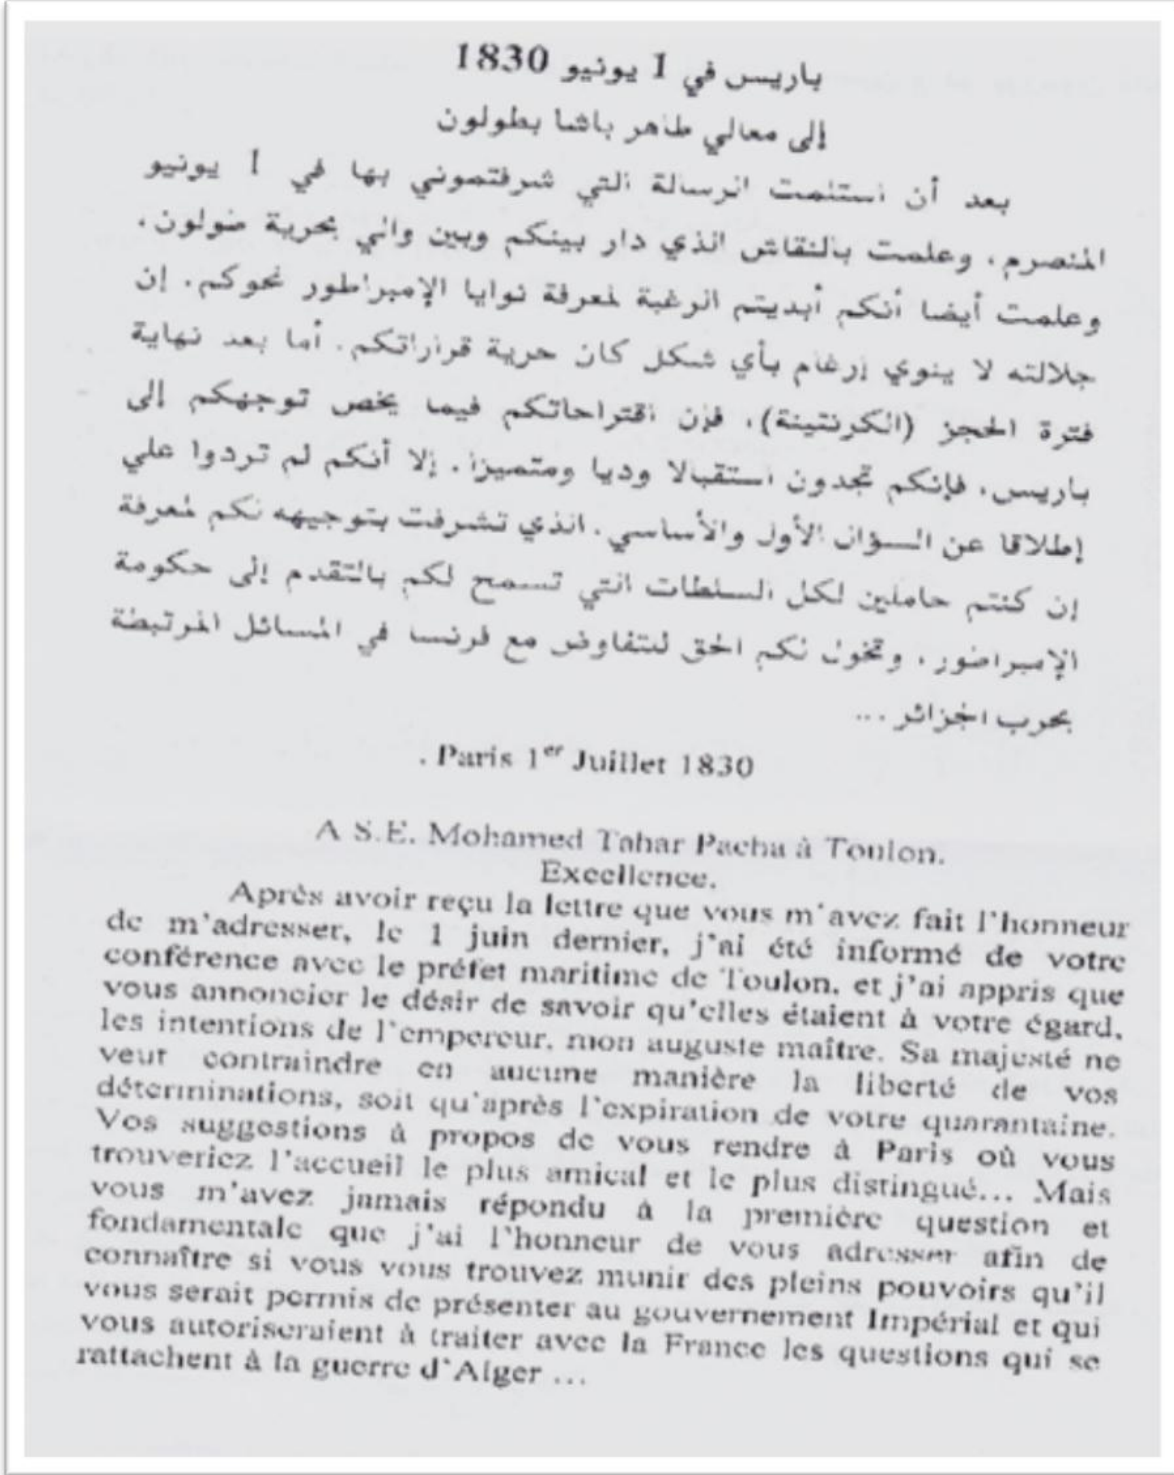 باريس في 1 يونيو 1830
إلى معالي طاهر باشا بطولون
بعد أن استلمت الرسالة التي شرفتموني بها في 1 يونيو
المنصرم، وعلمت بالنقاش الذي دار بينكم وبين والي بحرية طولون،
وعلمت أيضا أنكم أبديتم الرغبة لمعرفة نوايا الإمبراطور نحوكم. إن
جلالته لا ينوي إرغام بأي شكل كان حرية قراراتكم. أما بعد نهاية
فترة الحجز (الكرنتينة)، فإن اقتراحاتكم فيما يخص توجهكم إلى
باريس، فإنكم تجدون استقبالا وديا ومتميزا. إلا أنكم لم تردوا علي
إطلاقا عن السؤال الأول والأساسي. الذي تشرفت بتوجيهه لكم لمعرفة
إن كنتم حاملين لكل السلطات التي تسمح لكم بالتقدم إلى حكومة
الإمبراطور، وتخول لكم الحق للتفاوض مع فرنسا في المسائل المرتبطة
بحرب الجزائر ...
. Paris 1er Juillet 1830
A S.E. Mohamed Tahar Pacha à Toulon.
Excellence.
Après avoir reçu la lettre que vous m'avez fait l'honneur
de m'adresser, le 1 juin dernier, j'ai été informé de votre
conférence avec le préfet maritime de Toulon, et j'ai appris que
vous annoncier le désir de savoir qu'elles étaient à votre égard,
les intentions de l'empereur, mon auguste maître. Sa majesté ne
veut contraindre en aucune manière la liberté de vos
déterminations, soit qu'après l'expiration de votre quarantaine.
Vos suggestions à propos de vous rendre à Paris où vous
trouveriez l'accueil le plus amical et le plus distingué... Mais
vous m'avez jamais répondu à la première question et
fondamentale que j'ai l'honneur de vous adresser afin de
connaître si vous vous trouvez munir des pleins pouvoirs qu'il
vous serait permis de présenter au gouvernement Impérial et qui
vous autoriseraient à traiter avec la France les questions qui se
rattachent à la guerre d'Alger ...